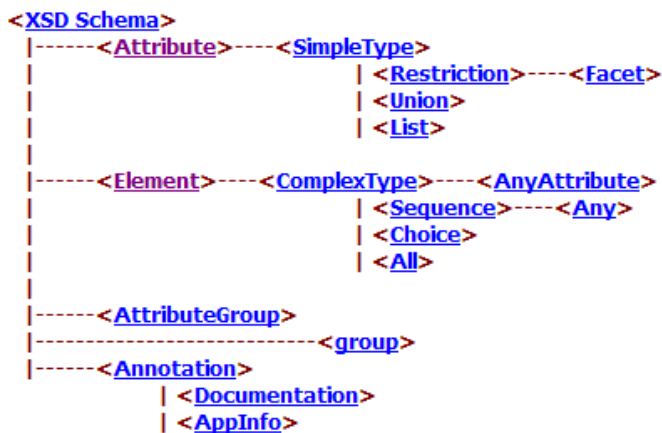 <XSD Schema>
|------<Attribute>----<SimpleType>
| | <Restriction>----<Facet>
| | <Union>
| | <List>
|
|------<Element>----<ComplexType>----<AnyAttribute>
| | <Sequence>----<Any>
| | <Choice>
| | <All>
|
|------<AttributeGroup>
|---------------------------<group>
|------<Annotation>
| <Documentation>
| <AppInfo>